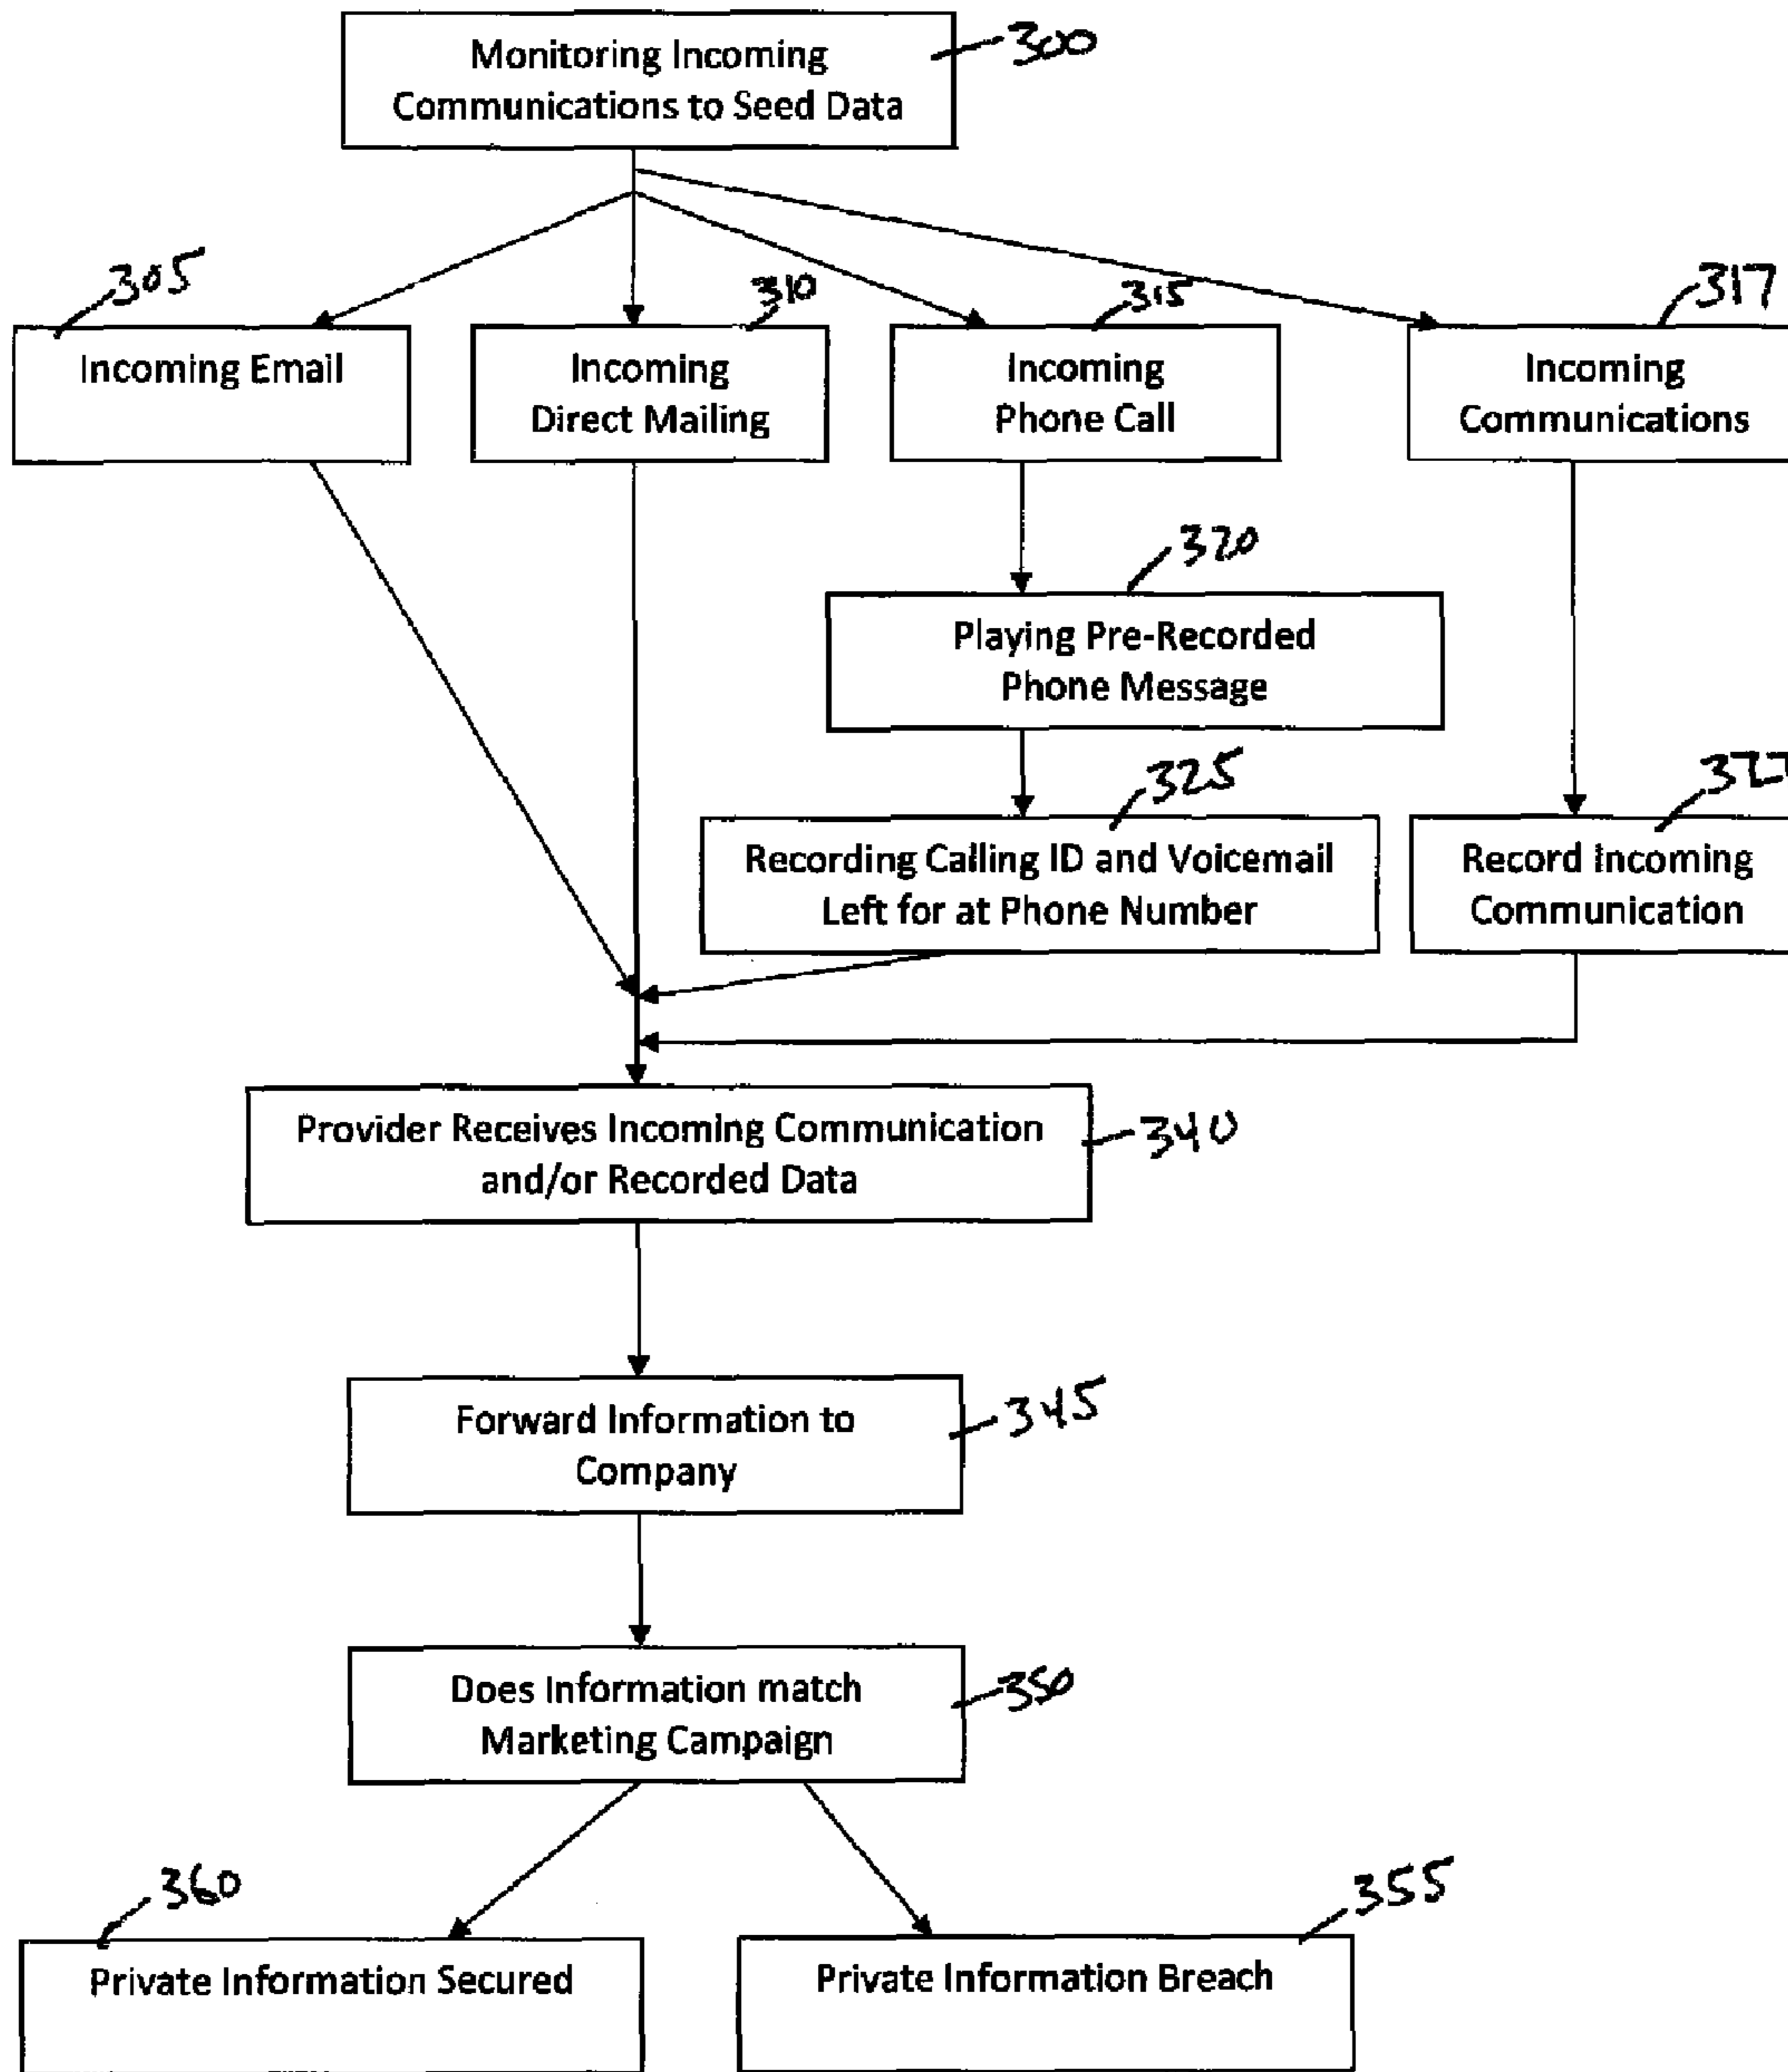 Monitoring Incoming
Communications to Seed Data
300
305
310
315
317
Incoming Email
Incoming
Direct Mailing
Incoming
Phone Call
Incoming
Communications
320
Playing Pre-Recorded
Phone Message
325
Recording Calling ID and Voicemail
Left for at Phone Number
Record Incoming
Communication
Provider Receives Incoming Communication
and/or Recorded Data
340
Forward Information to
Company
345
Does Information match
Marketing Campaign
350
360
355
Private Information Secured
Private Information Breach